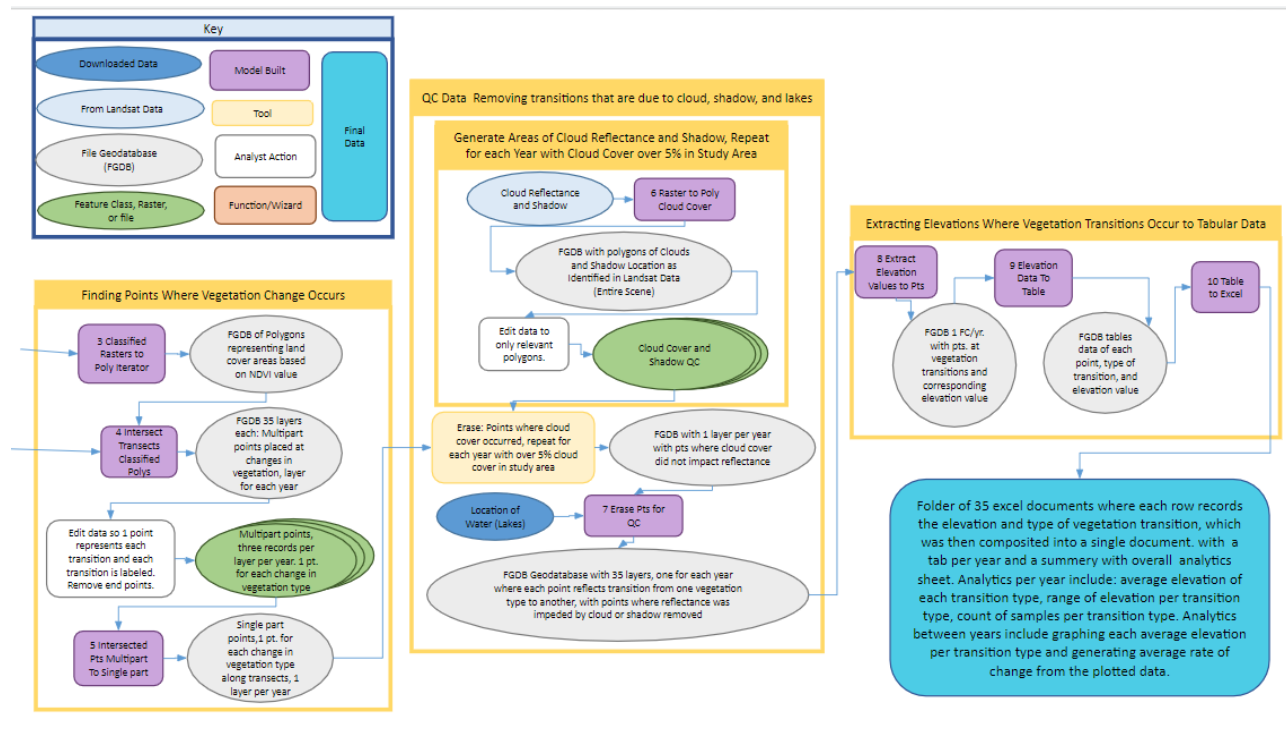 Key
Downloaded Data
From Landsat Data
File Geodatabase
(FGDB)
Feature Class, Raster,
or file
Model Built
Tool
Analyst Action
Function/Wizard
Final
Data
Finding Points Where Vegetation Change Occurs
3 Classified
Rasters to
Poly Iterator
FGDB of Polygons
representing land
cover areas based
on NDVI value
4 Intersect
Transects
Classified
Polys
FGDB 35 layers
each: Multipart
points placed at
changes in
vegetation, layer
for each year
Edit data so 1 point
represents each
transition and each
transition is labeled.
Remove end points.
Multipart points,
three records per
layer per year. 1 pt.
for each change in
vegetation type
5 Intersected
Pts Multipart
To Single part
Single part
points,1 pt. for
each change in
vegetation type
along transects, 1
layer per year
QC Data  Removing transitions that are due to cloud, shadow, and lakes
Generate Areas of Cloud Reflectance and Shadow, Repeat
for each Year with Cloud Cover over 5% in Study Area
Cloud Reflectance
and Shadow
6 Raster to Poly
Cloud Cover
FGDB with polygons of Clouds
and Shadow Location as
Identified in Landsat Data
(Entire Scene)
Edit data to
only relevant
polygons.
Cloud Cover and
Shadow QC
Erase: Points where cloud
cover occurred, repeat for
each year with over 5% cloud
cover in study area
FGDB with 1 layer per year
with pts where cloud cover
did not impact reflectance
Location of
Water (Lakes)
7 Erase Pts for
QC
FGDB Geodatabase with 35 layers, one for each year
where each point reflects transition from one vegetation
type to another, with points where reflectance was
impeded by cloud or shadow removed
Extracting Elevations Where Vegetation Transitions Occur to Tabular Data
8 Extract
Elevation
Values to Pts
9 Elevation
Data To
Table
10 Table
to Excel
FGDB 1 FC/yr.
with pts. at
vegetation
transitions and
corresponding
elevation value
FGDB tables
data of each
point, type of
transition, and
elevation value
Folder of 35 excel documents where each row records
the elevation and type of vegetation transition, which
was then composited into a single document. with  a
tab per year and a summery with overall  analytics
sheet. Analytics per year include: average elevation of
each transition type, range of elevation per transition
type, count of samples per transition type. Analytics
between years include graphing each average elevation
per transition type and generating average rate of
change from the plotted data.